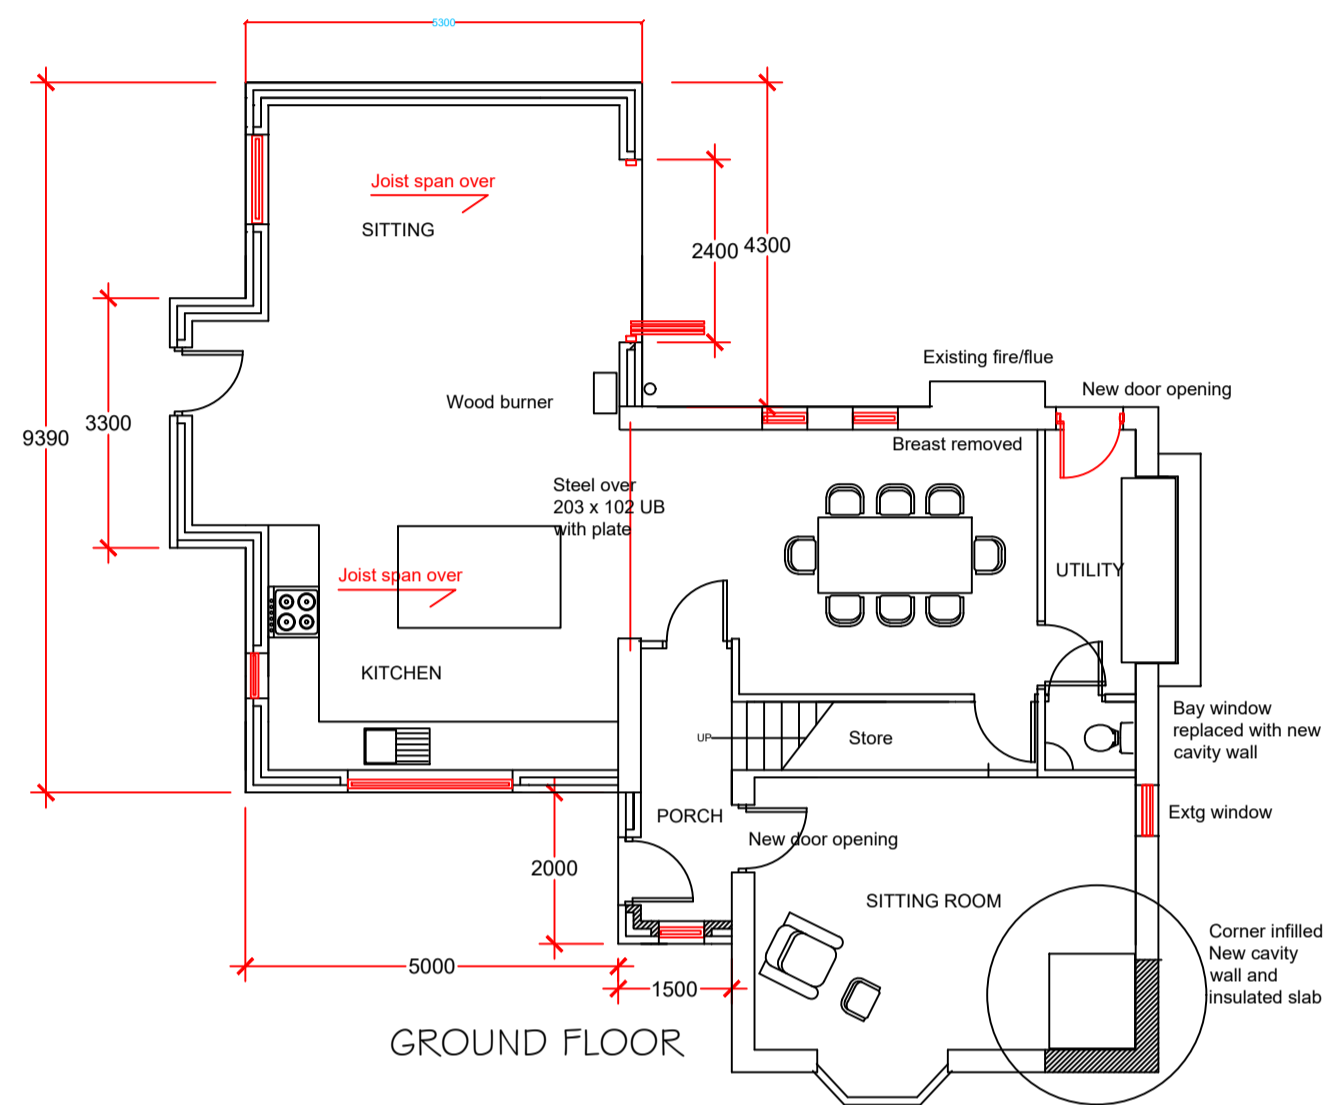 5300
Joist span over
SITTING
2400
4300
Existing fire/flue
New door opening
3300
9390
Wood burner
Breast removed
Steel over
203 x 102 UB
with plate
Joist span over
UTILITY
KITCHEN
UP
Store
Bay window
replaced with new
cavity wall
PORCH
Extg window
New door opening
2000
SITTING ROOM
Corner infilled
New cavity
wall and
insulated slab
5000
1500
GROUND FLOOR